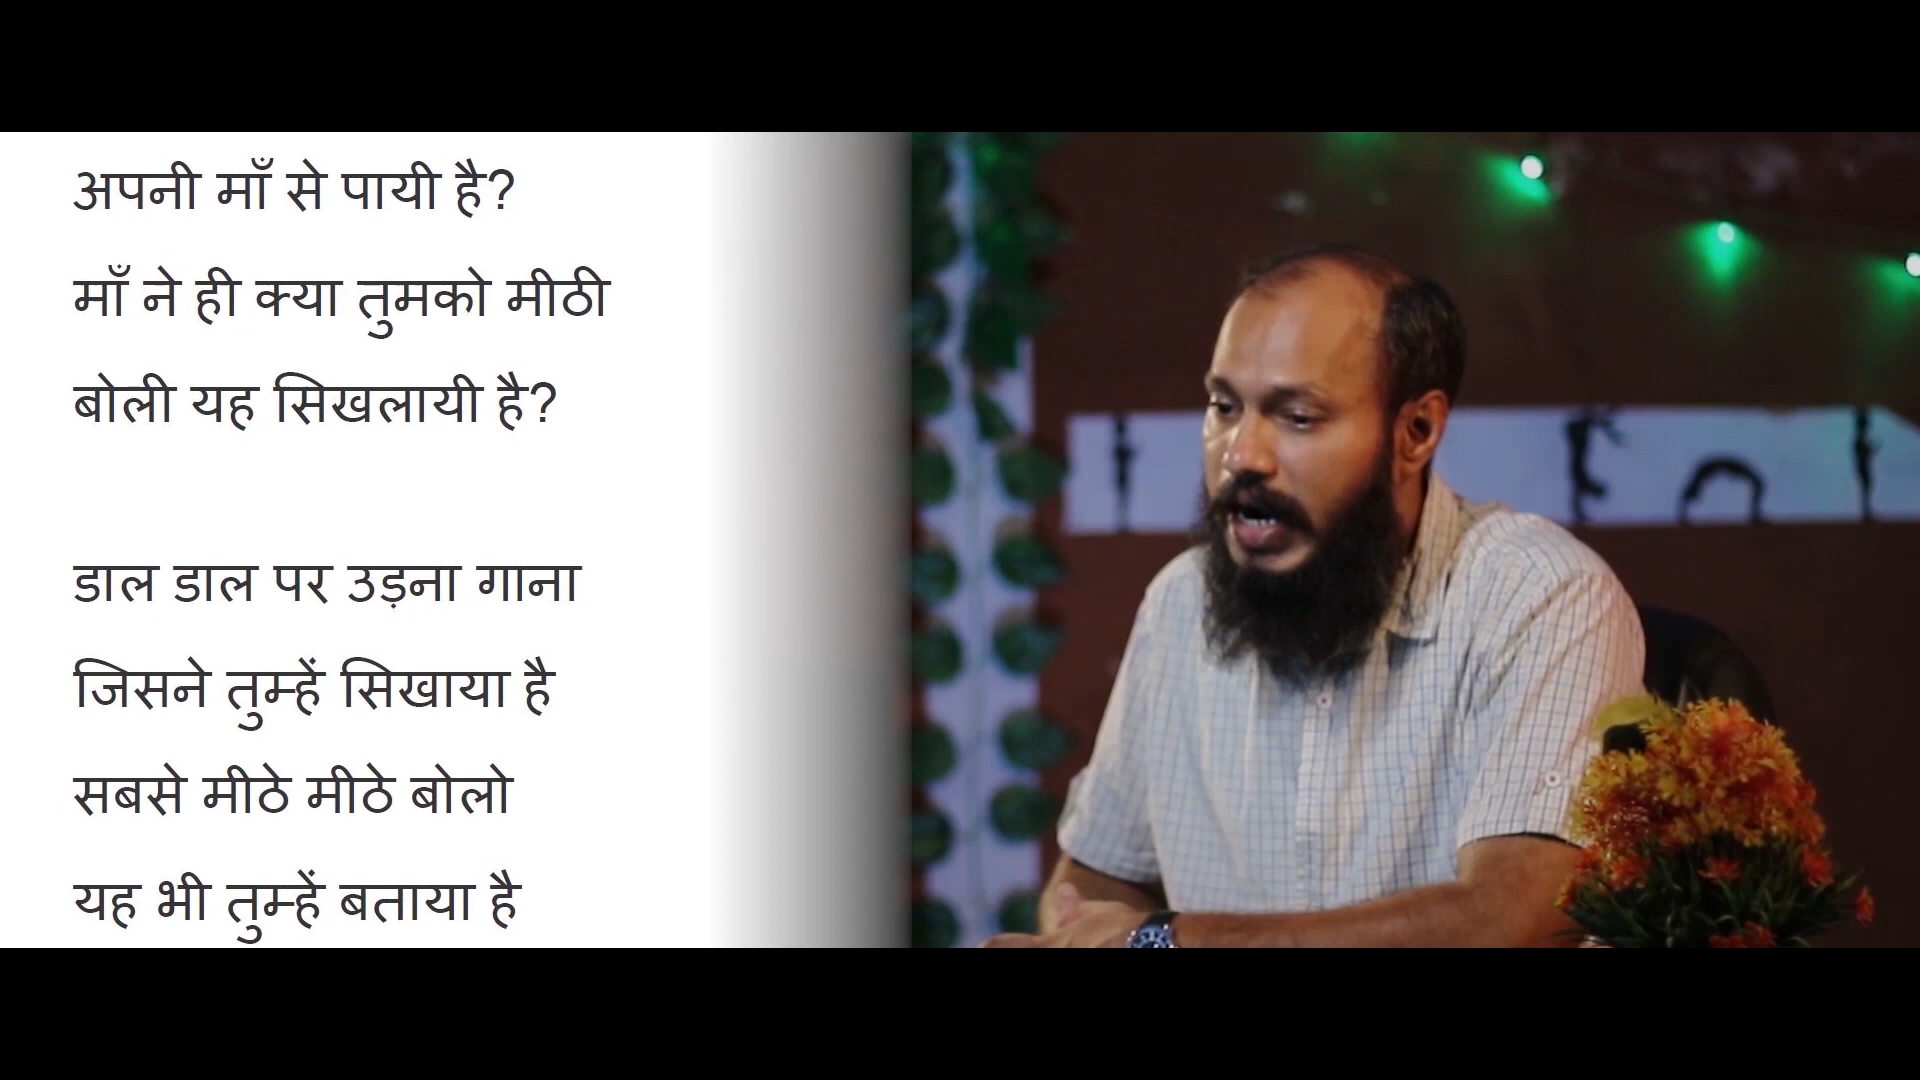 अपनी माँ से पायी है?
माँ ने ही क्या तुमको मीठी
बोली यह सिखलायी है?
डाल डाल पर उड़ना गाना
जिसने तुम्हें सिखाया है
सबसे मीठे मीठे बोलो
यह भी तुम्हें बताया है